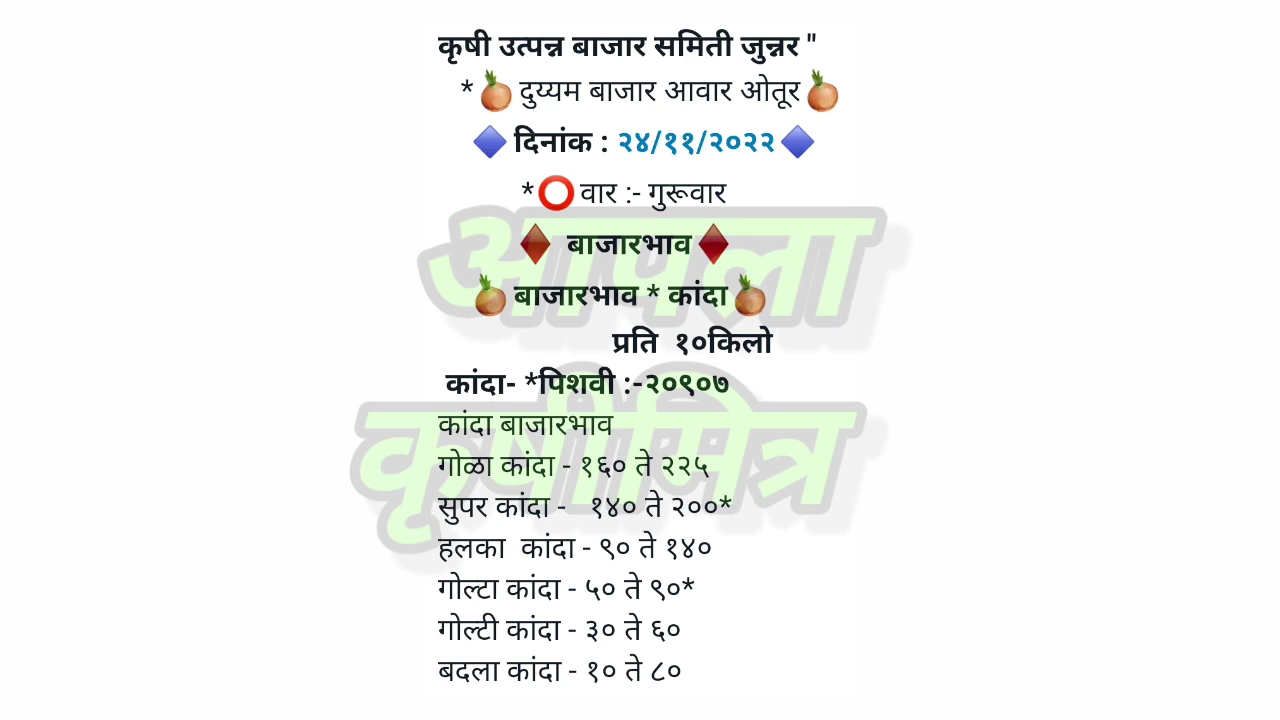 कृषी उत्पन्न बाजार समिती जुन्नर "
*🧅 दुय्यम बाजार आवार ओतूर🧅
🔷 दिनांक : २४/११/२०२२🔷
*⭕ वार :- गुरूवार
♦️ बाजारभाव♦️
🧅 बाजारभाव * कांदा🧅
प्रति १०किलो
कांदा- *पिशवी :-२०९०७
कांदा बाजारभाव
गोळा कांदा - १६० ते २२५
सुपर कांदा - १४० ते २००*
हलका कांदा - ९० ते १४०
गोल्टा कांदा - ५० ते ९०*
गोल्टी कांदा - ३० ते ६०
बदला कांदा - १० ते ८०
आपला
कृषीमित्र